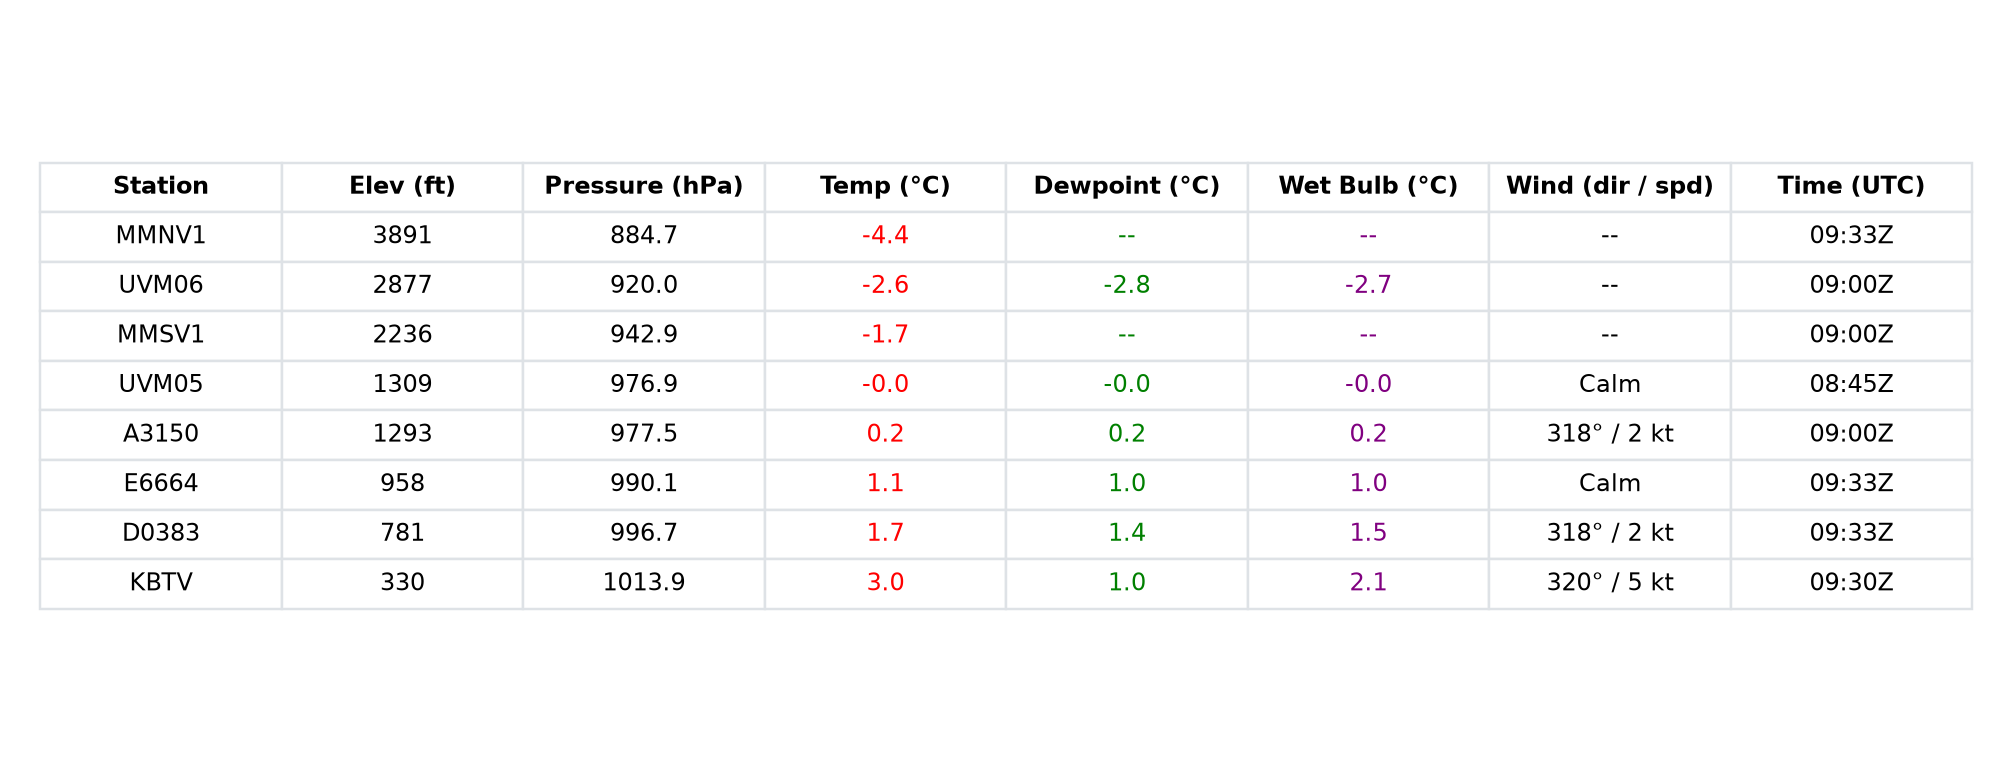 Station Elev (ft) Pressure (hPa) Temp (°C) Dewpoint (°C) Wet Bulb (°C) Wind (dir / spd) Time (UTC)
MMNV1 3891 884.7 -4.4 -- -- -- 09:33Z
UVM06 2877 920.0 -2.6 -2.8 -2.7 -- 09:00Z
MMSV1 2236 942.9 -1.7 -- -- -- 09:00Z
UVM05 1309 976.9 -0.0 -0.0 -0.0 Calm 08:45Z
A3150 1293 977.5 0.2 0.2 0.2 318° / 2 kt 09:00Z
E6664 958 990.1 1.1 1.0 1.0 Calm 09:33Z
D0383 781 996.7 1.7 1.4 1.5 318° / 2 kt 09:33Z
KBTV 330 1013.9 3.0 1.0 2.1 320° / 5 kt 09:30Z